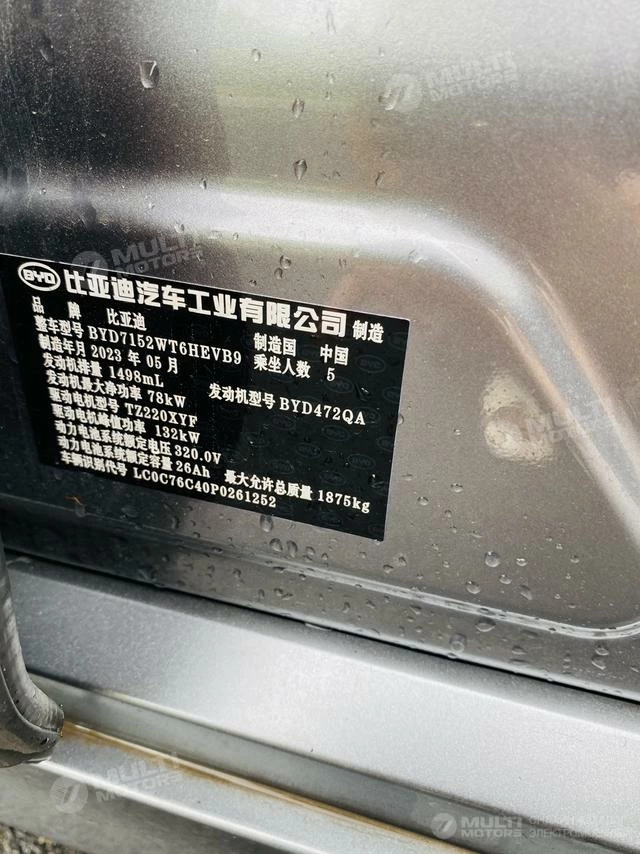 MULTI
MOTORS
MULTI
MOTORS
BYD 比亚迪汽车工业有限公司 制造
品 牌 比亚迪
整车型号 BYD7152WT6HEVB9 制造国 中国
制造年月 2023 年 05 月 乘坐人数 5
发动机排量 1498mL
发动机最大净功率 78kW 发动机型号 BYD472QA
驱动电机型号 TZ220XYF
驱动电机峰值功率 132kW
动力电池系统额定电压 320.0V
动力电池系统额定容量 26Ah 最大允许总质量 1875kg
车辆识别代号 LC0C76C40P0261252
MULTI
MOTORS
MULTI
MOTORS